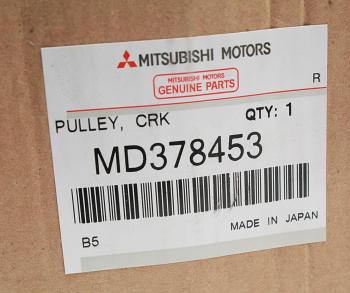 MITSUBISHI MOTORS
MITSUBISHI MOTORS
GENUINE PARTS
R
PULLEY, CRK QTY: 1
MD378453
B5 MADE IN JAPAN